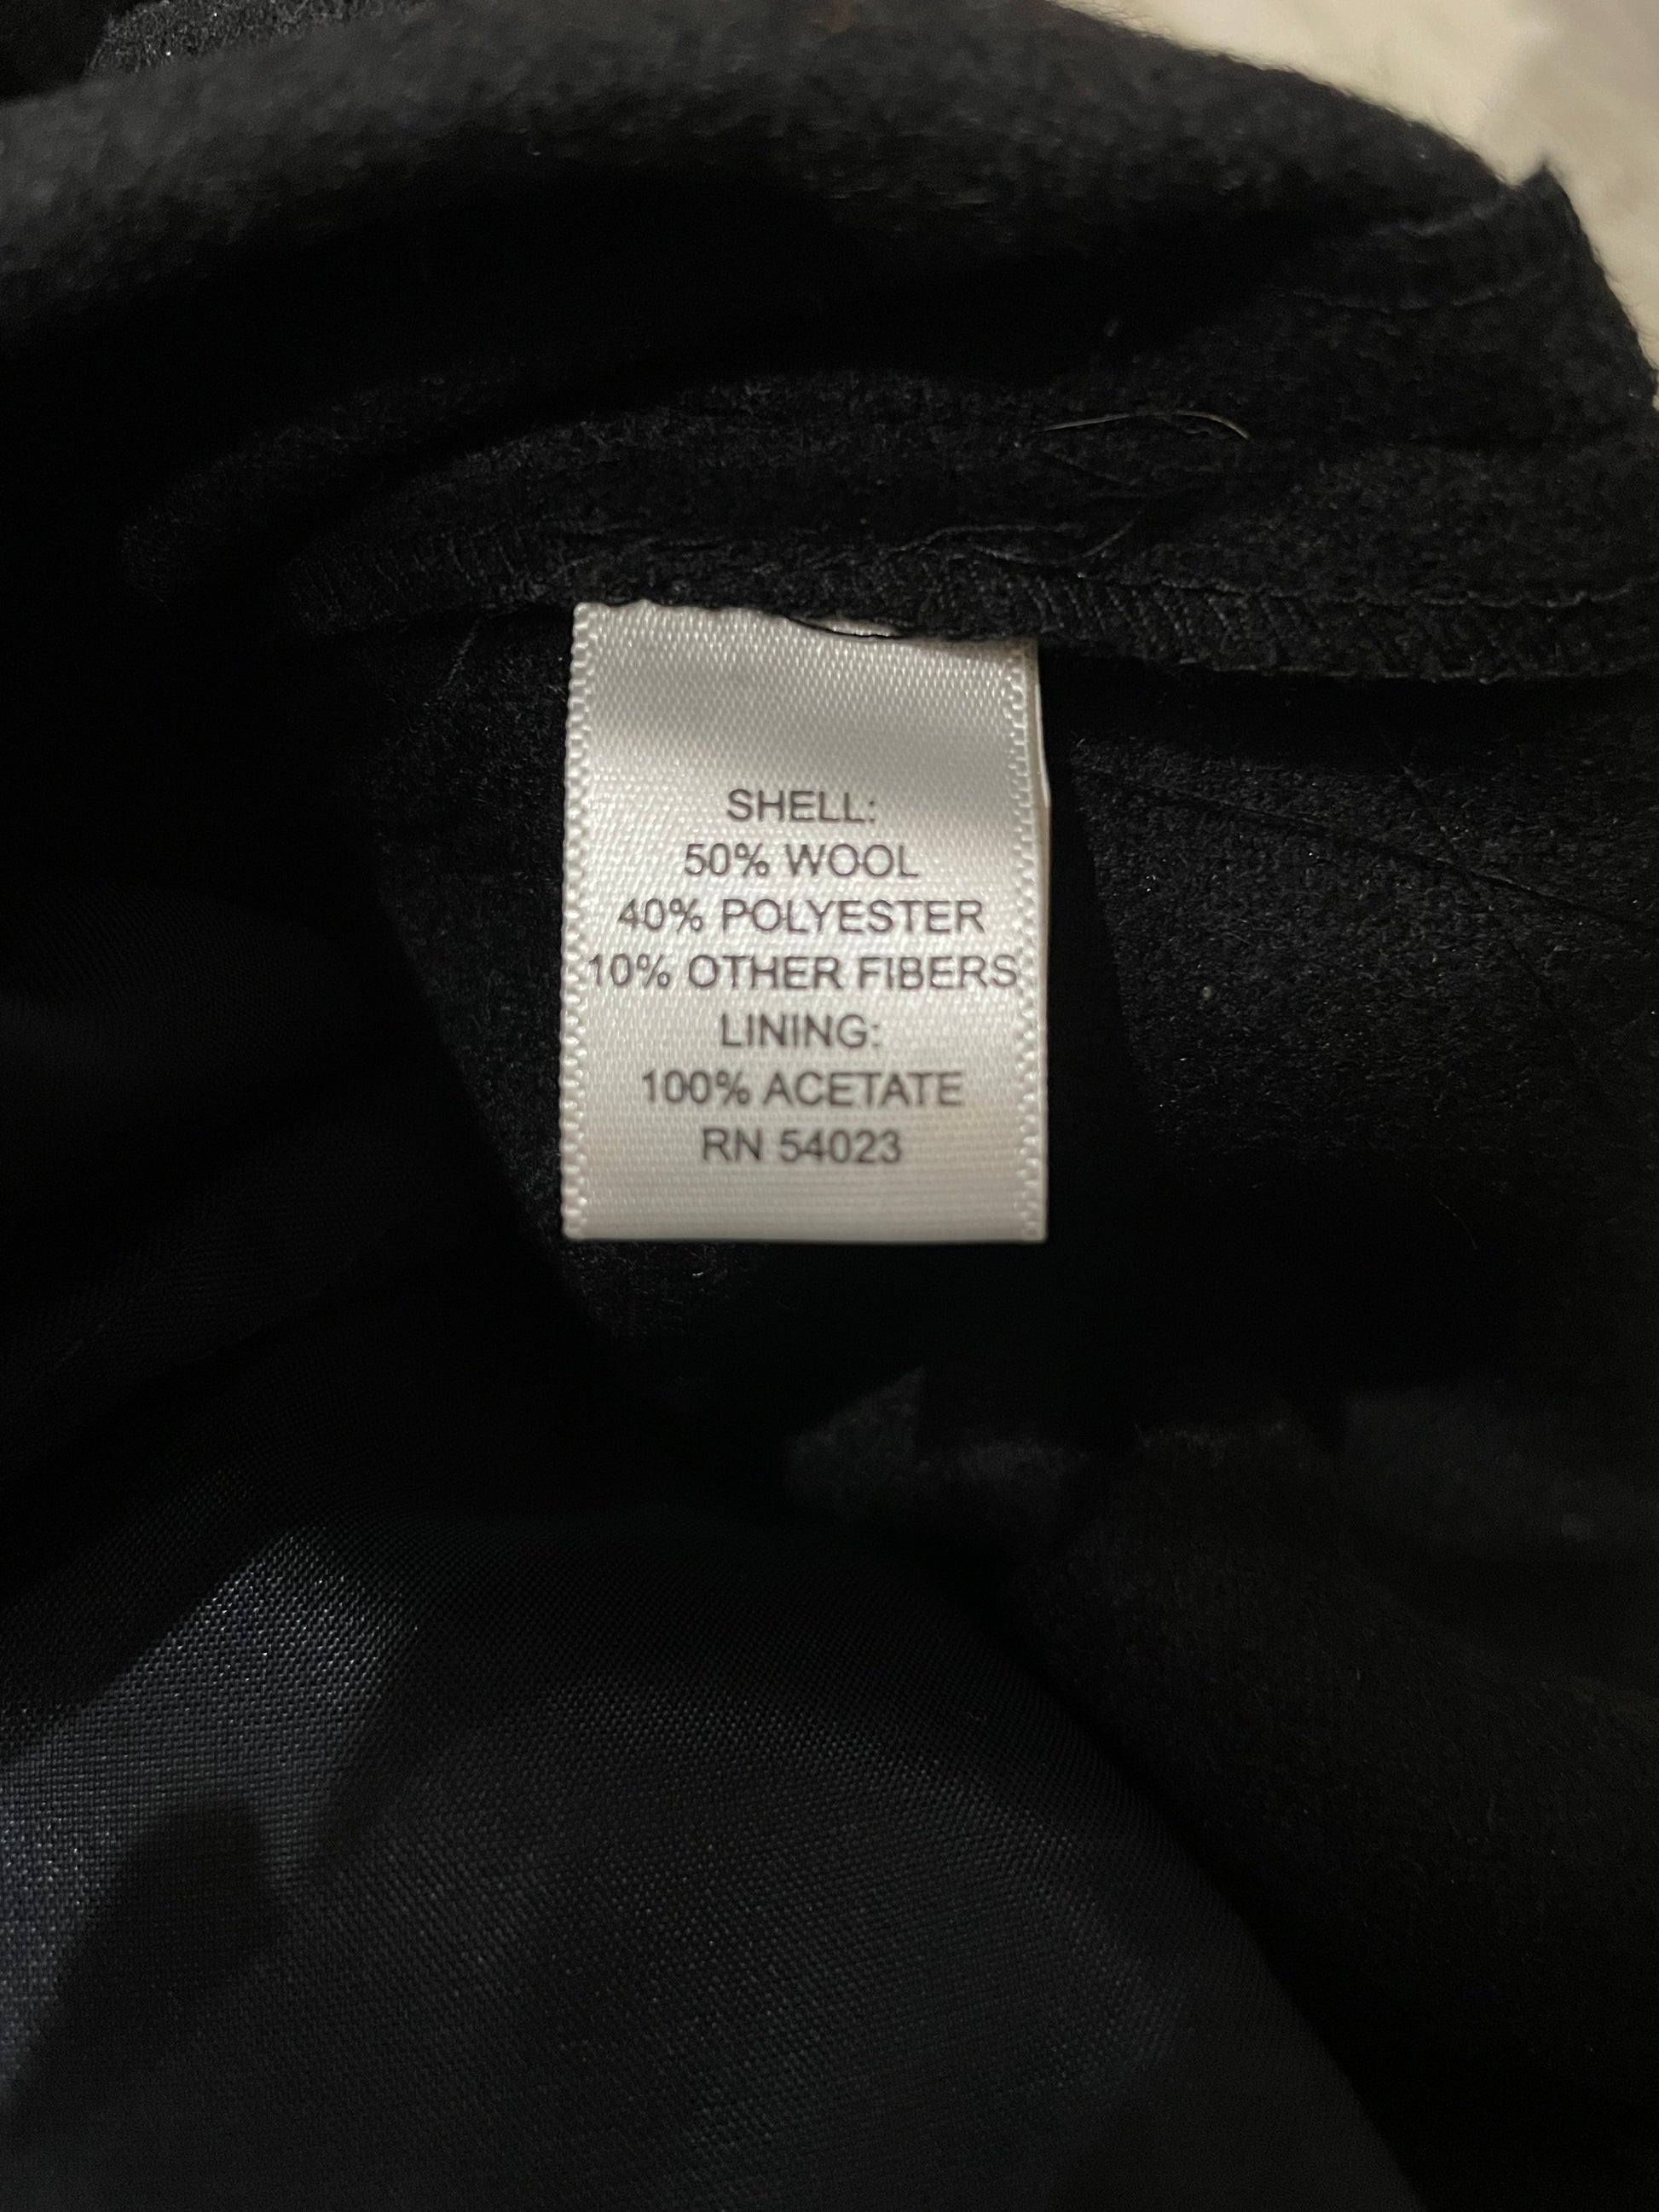 SHELL:
50% WOOL
40% POLYESTER
10% OTHER FIBERS
LINING:
100% ACETATE
RN 54023